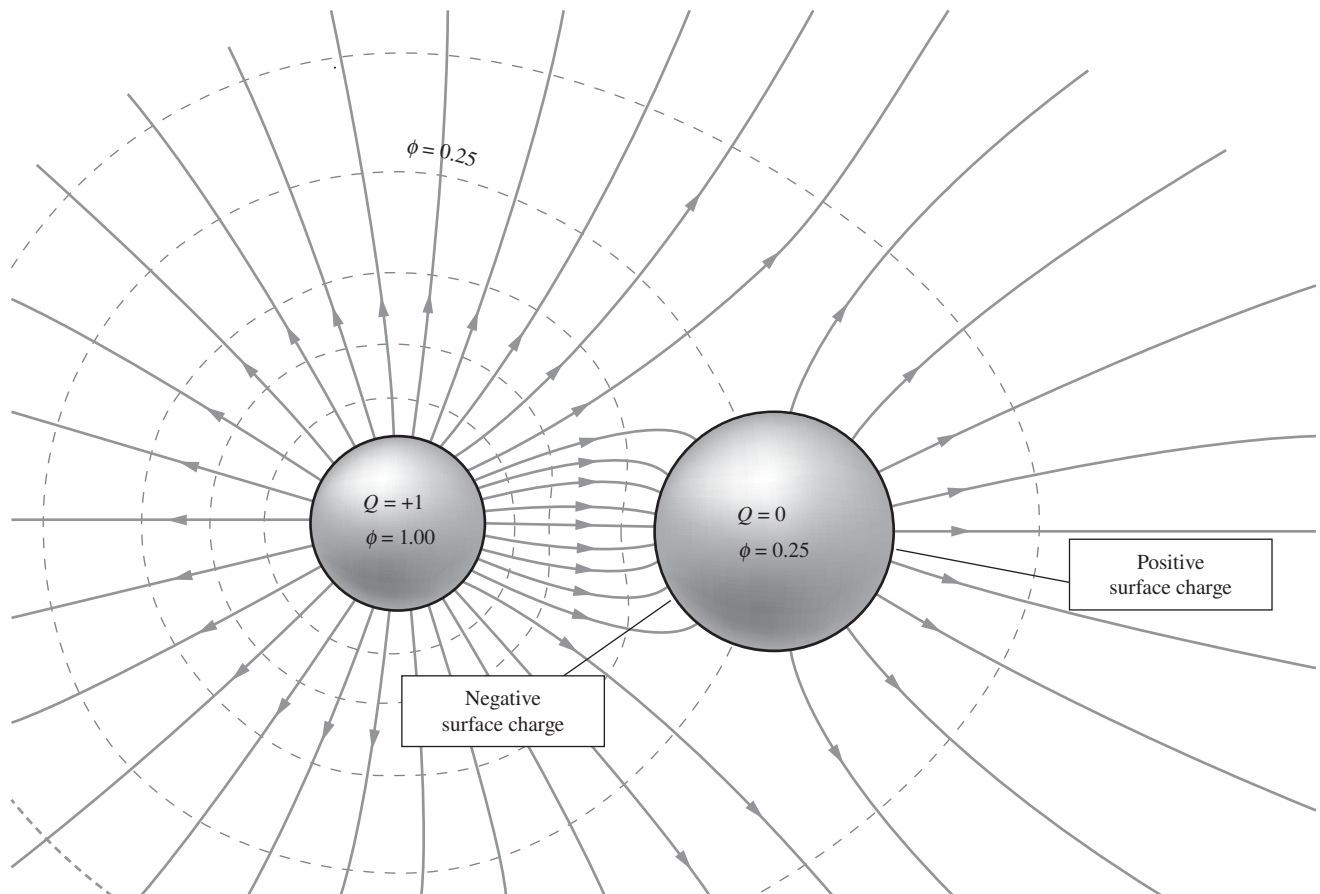 ϕ = 0.25
Q = +1
ϕ = 1.00
Q = 0
ϕ = 0.25
Positive
surface charge
Negative
surface charge